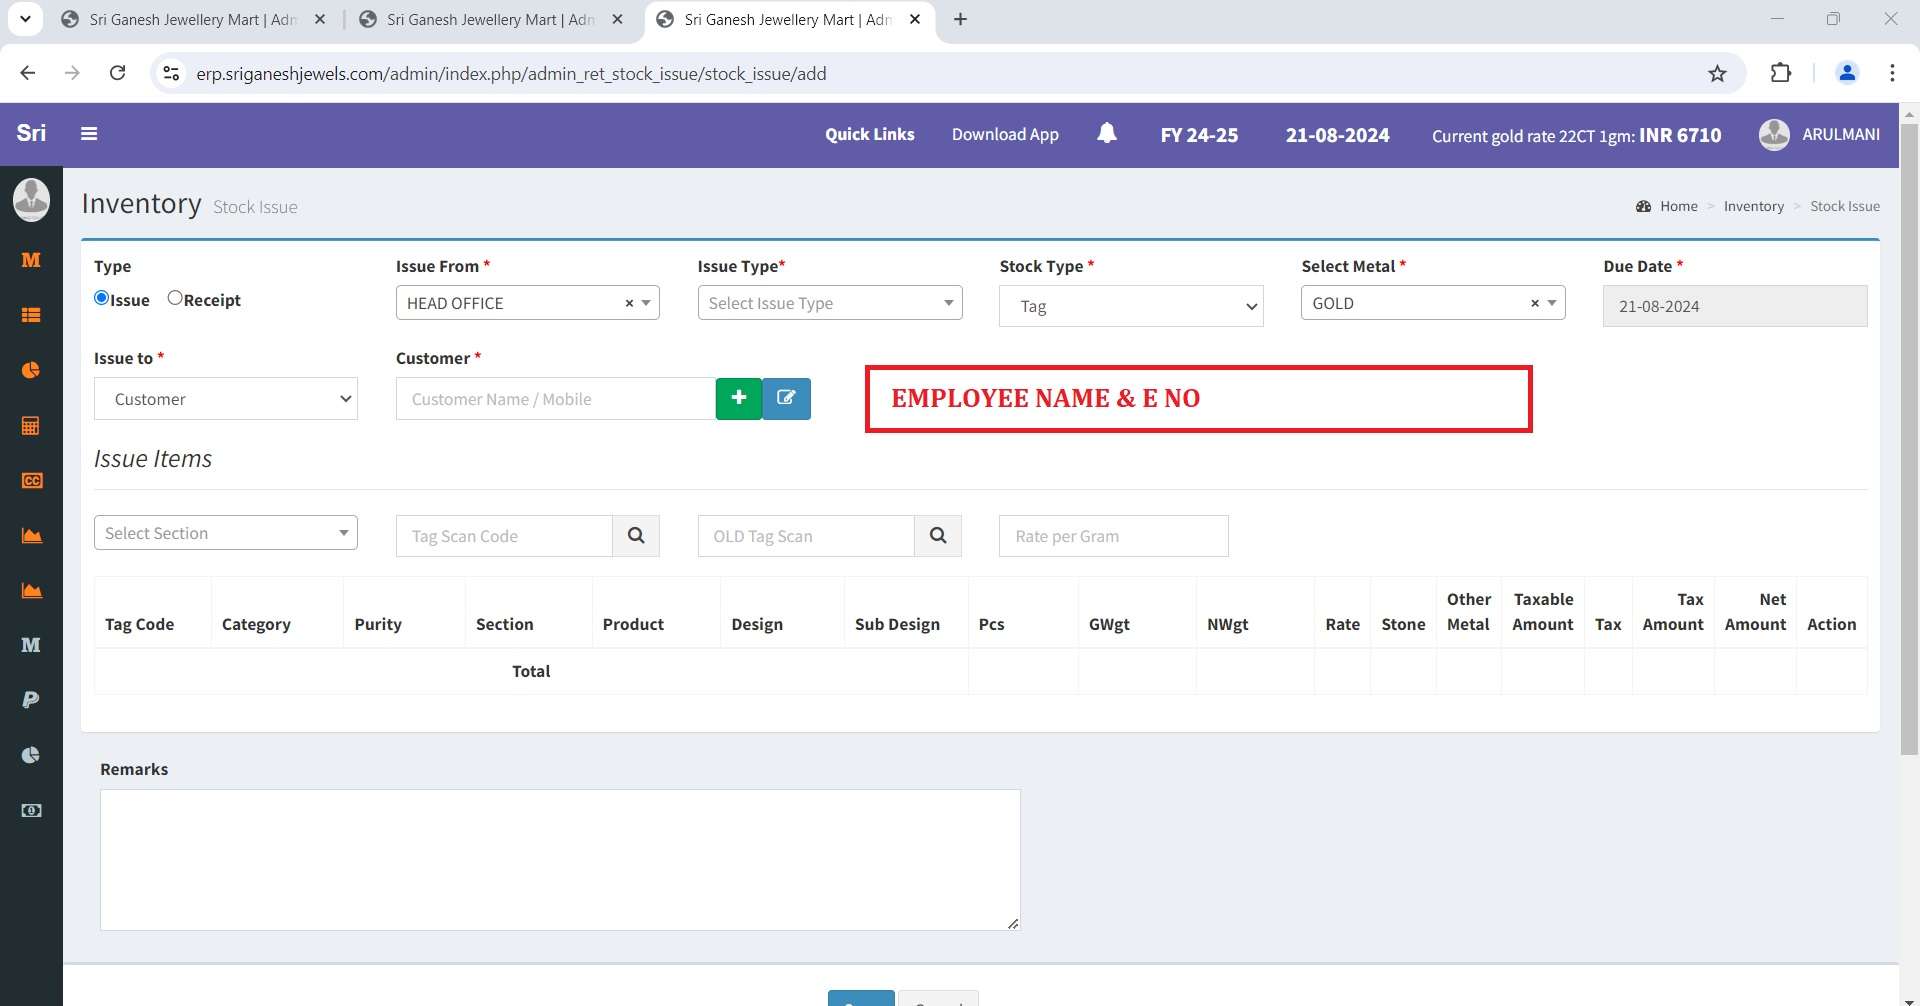 Sri Ganesh Jewellery Mart | Adm
Sri Ganesh Jewellery Mart | Adm
Sri Ganesh Jewellery Mart | Adm
erp.sriganeshjewels.com/admin/index.php/admin_ret_stock_issue/stock_issue/add
Sri
Quick Links
Download App
FY 24-25
21-08-2024
Current gold rate 22CT 1gm: INR 6710
ARULMANI
Inventory Stock Issue
Home > Inventory > Stock Issue
Type
Issue From *
Issue Type*
Stock Type *
Select Metal *
Due Date *
Issue Receipt
HEAD OFFICE × 
Select Issue Type
Tag
GOLD ×
21-08-2024
Issue to *
Customer *
Customer
Customer Name / Mobile
EMPLOYEE NAME & E NO
Issue Items
Select Section
Tag Scan Code
OLD Tag Scan
Rate per Gram
Tag Code
Category
Purity
Section
Product
Design
Sub Design
Pcs
GWgt
NWgt
Rate
Stone
Other
Metal
Taxable
Amount
Tax
Tax
Amount
Net
Amount
Action
Total
Remarks